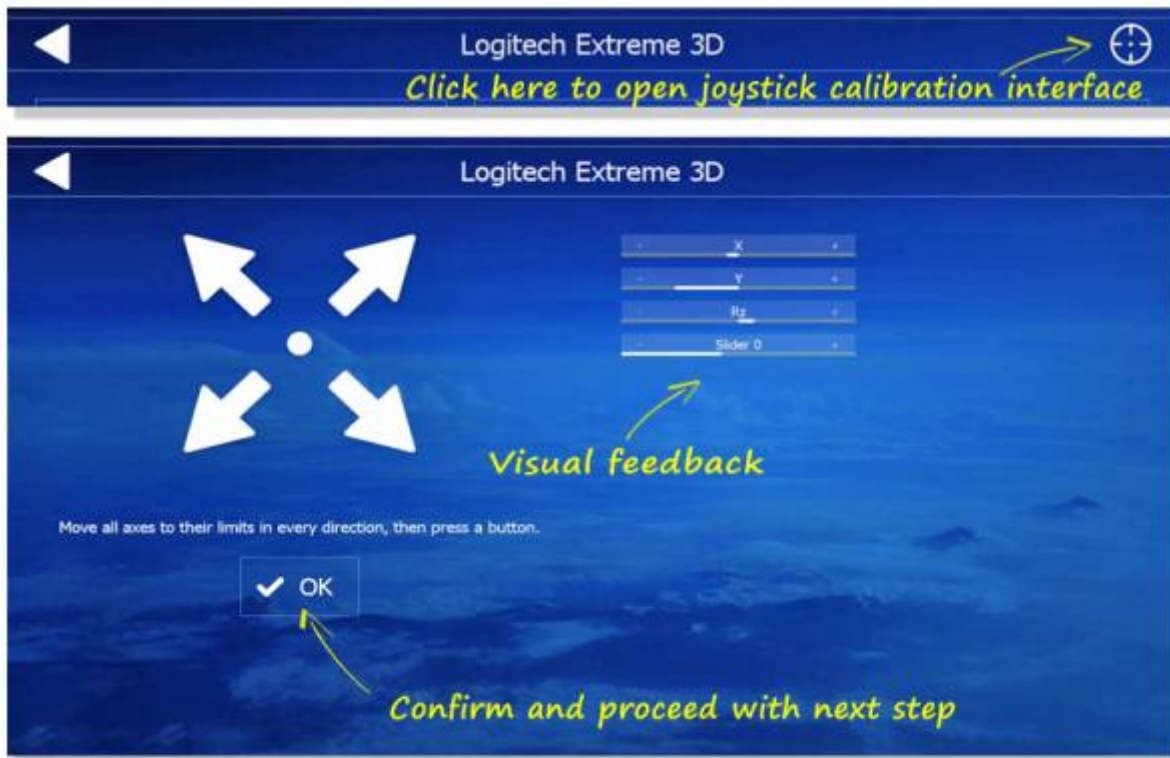 Logitech Extreme 3D
Click here to open joystick calibration interface
Logitech Extreme 3D
- X +
- Y +
- Rz +
- Slider 0 +
Visual feedback
Move all axes to their limits in every direction, then press a button.
OK
Confirm and proceed with next step